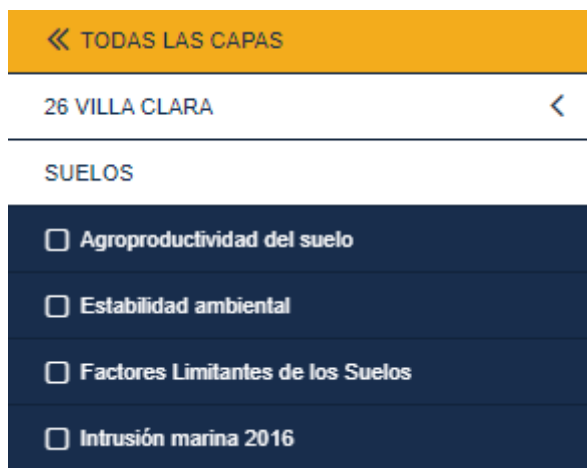 TODAS LAS CAPAS
26 VILLA CLARA
SUELOS
Agroproductividad del suelo
Estabilidad ambiental
Factores Limitantes de los Suelos
Intrusión marina 2016